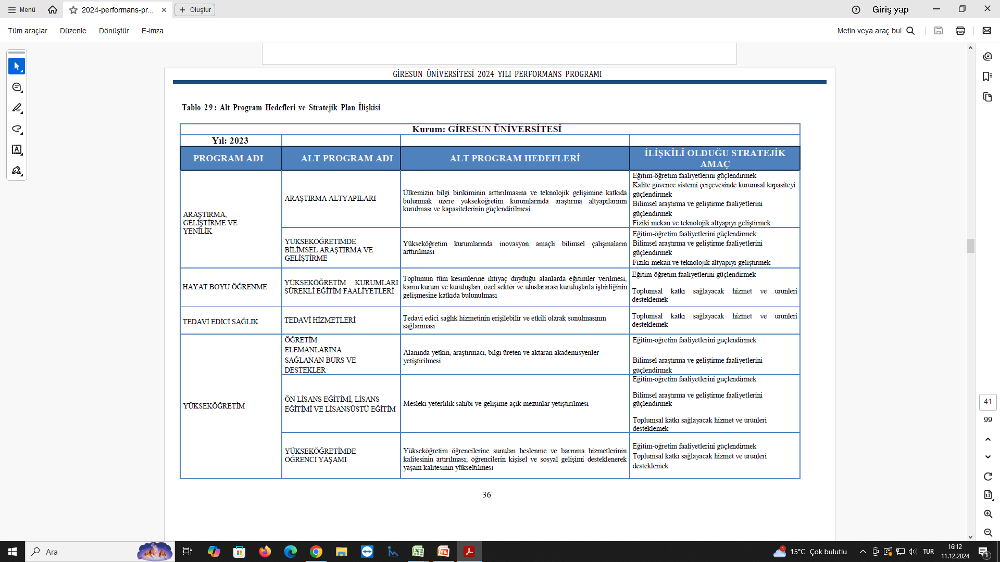 Menü
2024-performans-pr...
Oluştur
Giriş yap
Tüm araçlar
Düzenle
Dönüştür
E-imza
Metin veya araç bul
GİRESUN ÜNİVERSİTESİ 2024 YILI PERFORMANS PROGRAMI
Tablo 29: Alt Program Hedefleri ve Stratejik Plan İlişkisi
Kurum: GİRESUN ÜNİVERSİTESİ
Yıl: 2023
PROGRAM ADI
ALT PROGRAM ADI
ALT PROGRAM HEDEFLERİ
İLİŞKİLİ OLDUĞU STRATEJİK
AMAÇ
ARAŞTIRMA,
GELİŞTİRME VE
YENİLİK
ARAŞTIRMA ALTYAPILARI
Ülkemizin bilgi birikiminin arttırılmasına ve teknolojik gelişimine katkıda
bulunmak üzere yükseköğretim kurumlarında araştırma altyapılarının
kurulması ve kapasitelerinin güçlendirilmesi
Eğitim-öğretim faaliyetlerini güçlendirmek
Kalite güvence sistemi çerçevesinde kurumsal kapasiteyi
güçlendirmek
Bilimsel araştırma ve geliştirme faaliyetlerini
güçlendirmek
Fiziki mekan ve teknolojik altyapıyı geliştirmek
YÜKSEKÖĞRETİMDE
BİLİMSEL ARAŞTIRMA VE
GELİŞTİRME
Yükseköğretim kurumlarında inovasyon amaçlı bilimsel çalışmaların
arttırılması
Eğitim-öğretim faaliyetlerini güçlendirmek
Bilimsel araştırma ve geliştirme faaliyetlerini
güçlendirmek
Fiziki mekan ve teknolojik altyapıyı geliştirmek
HAYAT BOYU ÖĞRENME
YÜKSEKÖĞRETİM KURUMLARI
SÜREKLİ EĞİTİM FAALİYETLERİ
Toplumun tüm kesimlerine ihtiyaç duyduğu alanlarda eğitimler verilmesi,
kamu kurum ve kuruluşları, özel sektör ve uluslararası kuruluşlarla işbirliğinin
gelişmesine katkıda bulunulması
Eğitim-öğretim faaliyetlerini güçlendirmek
Toplumsal katkı sağlayacak hizmet ve ürünleri
desteklemek
TEDAVİ EDİCİ SAĞLIK
TEDAVİ HİZMETLERİ
Tedavi edici sağlık hizmetinin erişilebilir ve etkili olarak sunulmasının
sağlanması
Toplumsal katkı sağlayacak hizmet ve ürünleri
desteklemek
YÜKSEKÖĞRETİM
ÖĞRETİM
ELEMANLARINA
SAĞLANAN BURS VE
DESTEKLER
Alanında yetkin, araştırmacı, bilgi üreten ve aktaran akademisyenler
yetiştirilmesi
Eğitim-öğretim faaliyetlerini güçlendirmek
Bilimsel araştırma ve geliştirme faaliyetlerini
güçlendirmek
ÖN LİSANS EĞİTİMİ, LİSANS
EĞİTİMİ VE LİSANSÜSTÜ EĞİTİM
Mesleki yeterlilik sahibi ve gelişime açık mezunlar yetiştirilmesi
Eğitim-öğretim faaliyetlerini güçlendirmek
Bilimsel araştırma ve geliştirme faaliyetlerini
güçlendirmek
Toplumsal katkı sağlayacak hizmet ve ürünleri
desteklemek
YÜKSEKÖĞRETİMDE
ÖĞRENCİ YAŞAMI
Yükseköğretim öğrencilerine sunulan beslenme ve barınma hizmetlerinin
kalitesinin artırılması; öğrencilerin kişisel ve sosyal gelişimi desteklenerek
yaşam kalitesinin yükseltilmesi
Eğitim-öğretim faaliyetlerini güçlendirmek
Toplumsal katkı sağlayacak hizmet ve ürünleri
desteklemek
36
41
99
Ara
1
15°C Çok bulutlu
TUR
16:12
11.12.2024
1